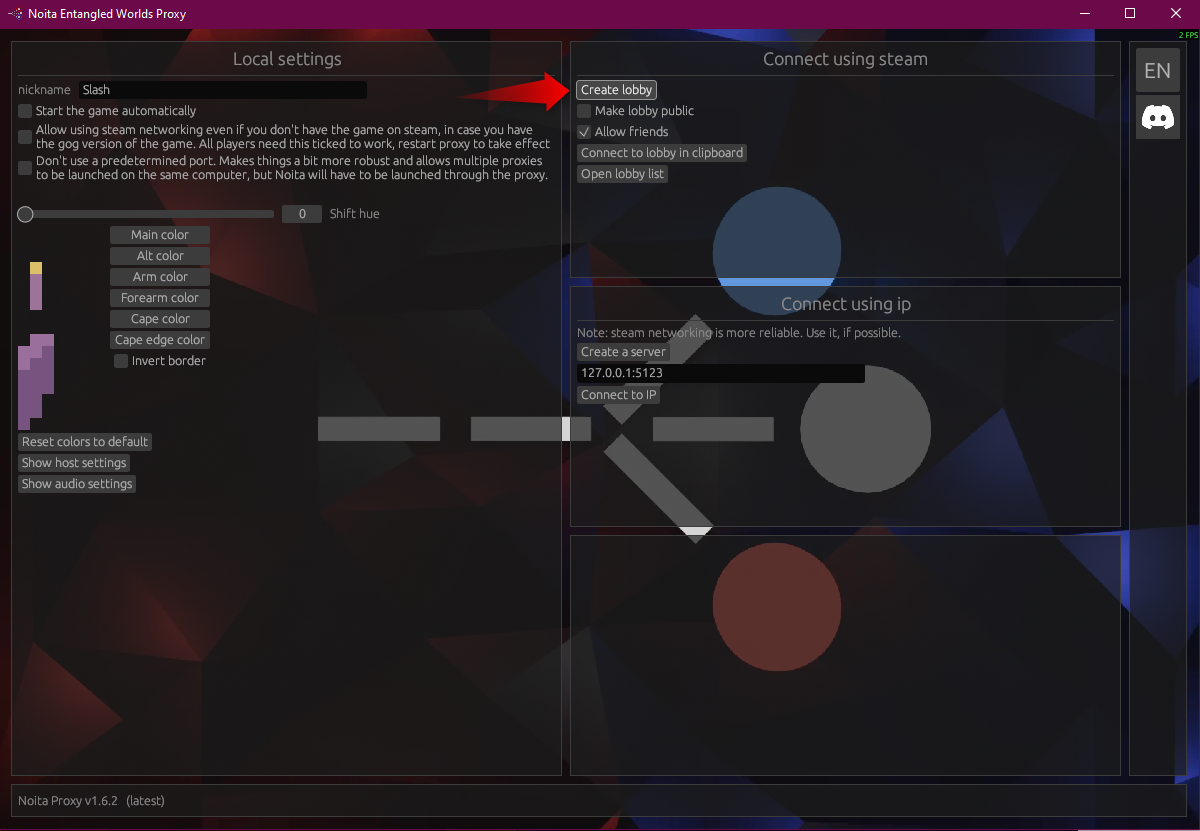 Noita Entangled Worlds Proxy
2 FPS
Local settings
nickname Slash
Start the game automatically
Allow using steam networking even if you don't have the game on steam, in case you have
the gog version of the game. All players need this ticked to work, restart proxy to take effect
Don't use a predetermined port. Makes things a bit more robust and allows multiple proxies
to be launched on the same computer, but Noita will have to be launched through the proxy.
0 Shift hue
Main color
Alt color
Arm color
Forearm color
Cape color
Cape edge color
Invert border
Reset colors to default
Show host settings
Show audio settings
Connect using steam
Create lobby
Make lobby public
Allow friends
Connect to lobby in clipboard
Open lobby list
Connect using ip
Note: steam networking is more reliable. Use it, if possible.
Create a server
127.0.0.1:5123
Connect to IP
EN
Noita Proxy v1.6.2 (latest)